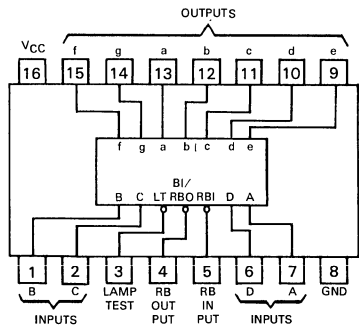 OUTPUTS
VCC f g a b c d e
16 15 14 13 12 11 10 9
f g a b c d e
BI/
B C LT RBO RBI D A
1 2 3 4 5 6 7 8
B C LAMP RB RB D A GND
TEST OUT IN
INPUTS PUT PUT INPUTS